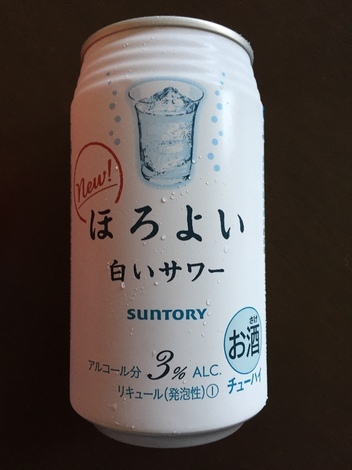 New!
ほろよい
白いサワー
SUNTORY
さけ
お酒
チューハイ
アルコール分 3% ALC.
リキュール(発泡性)①